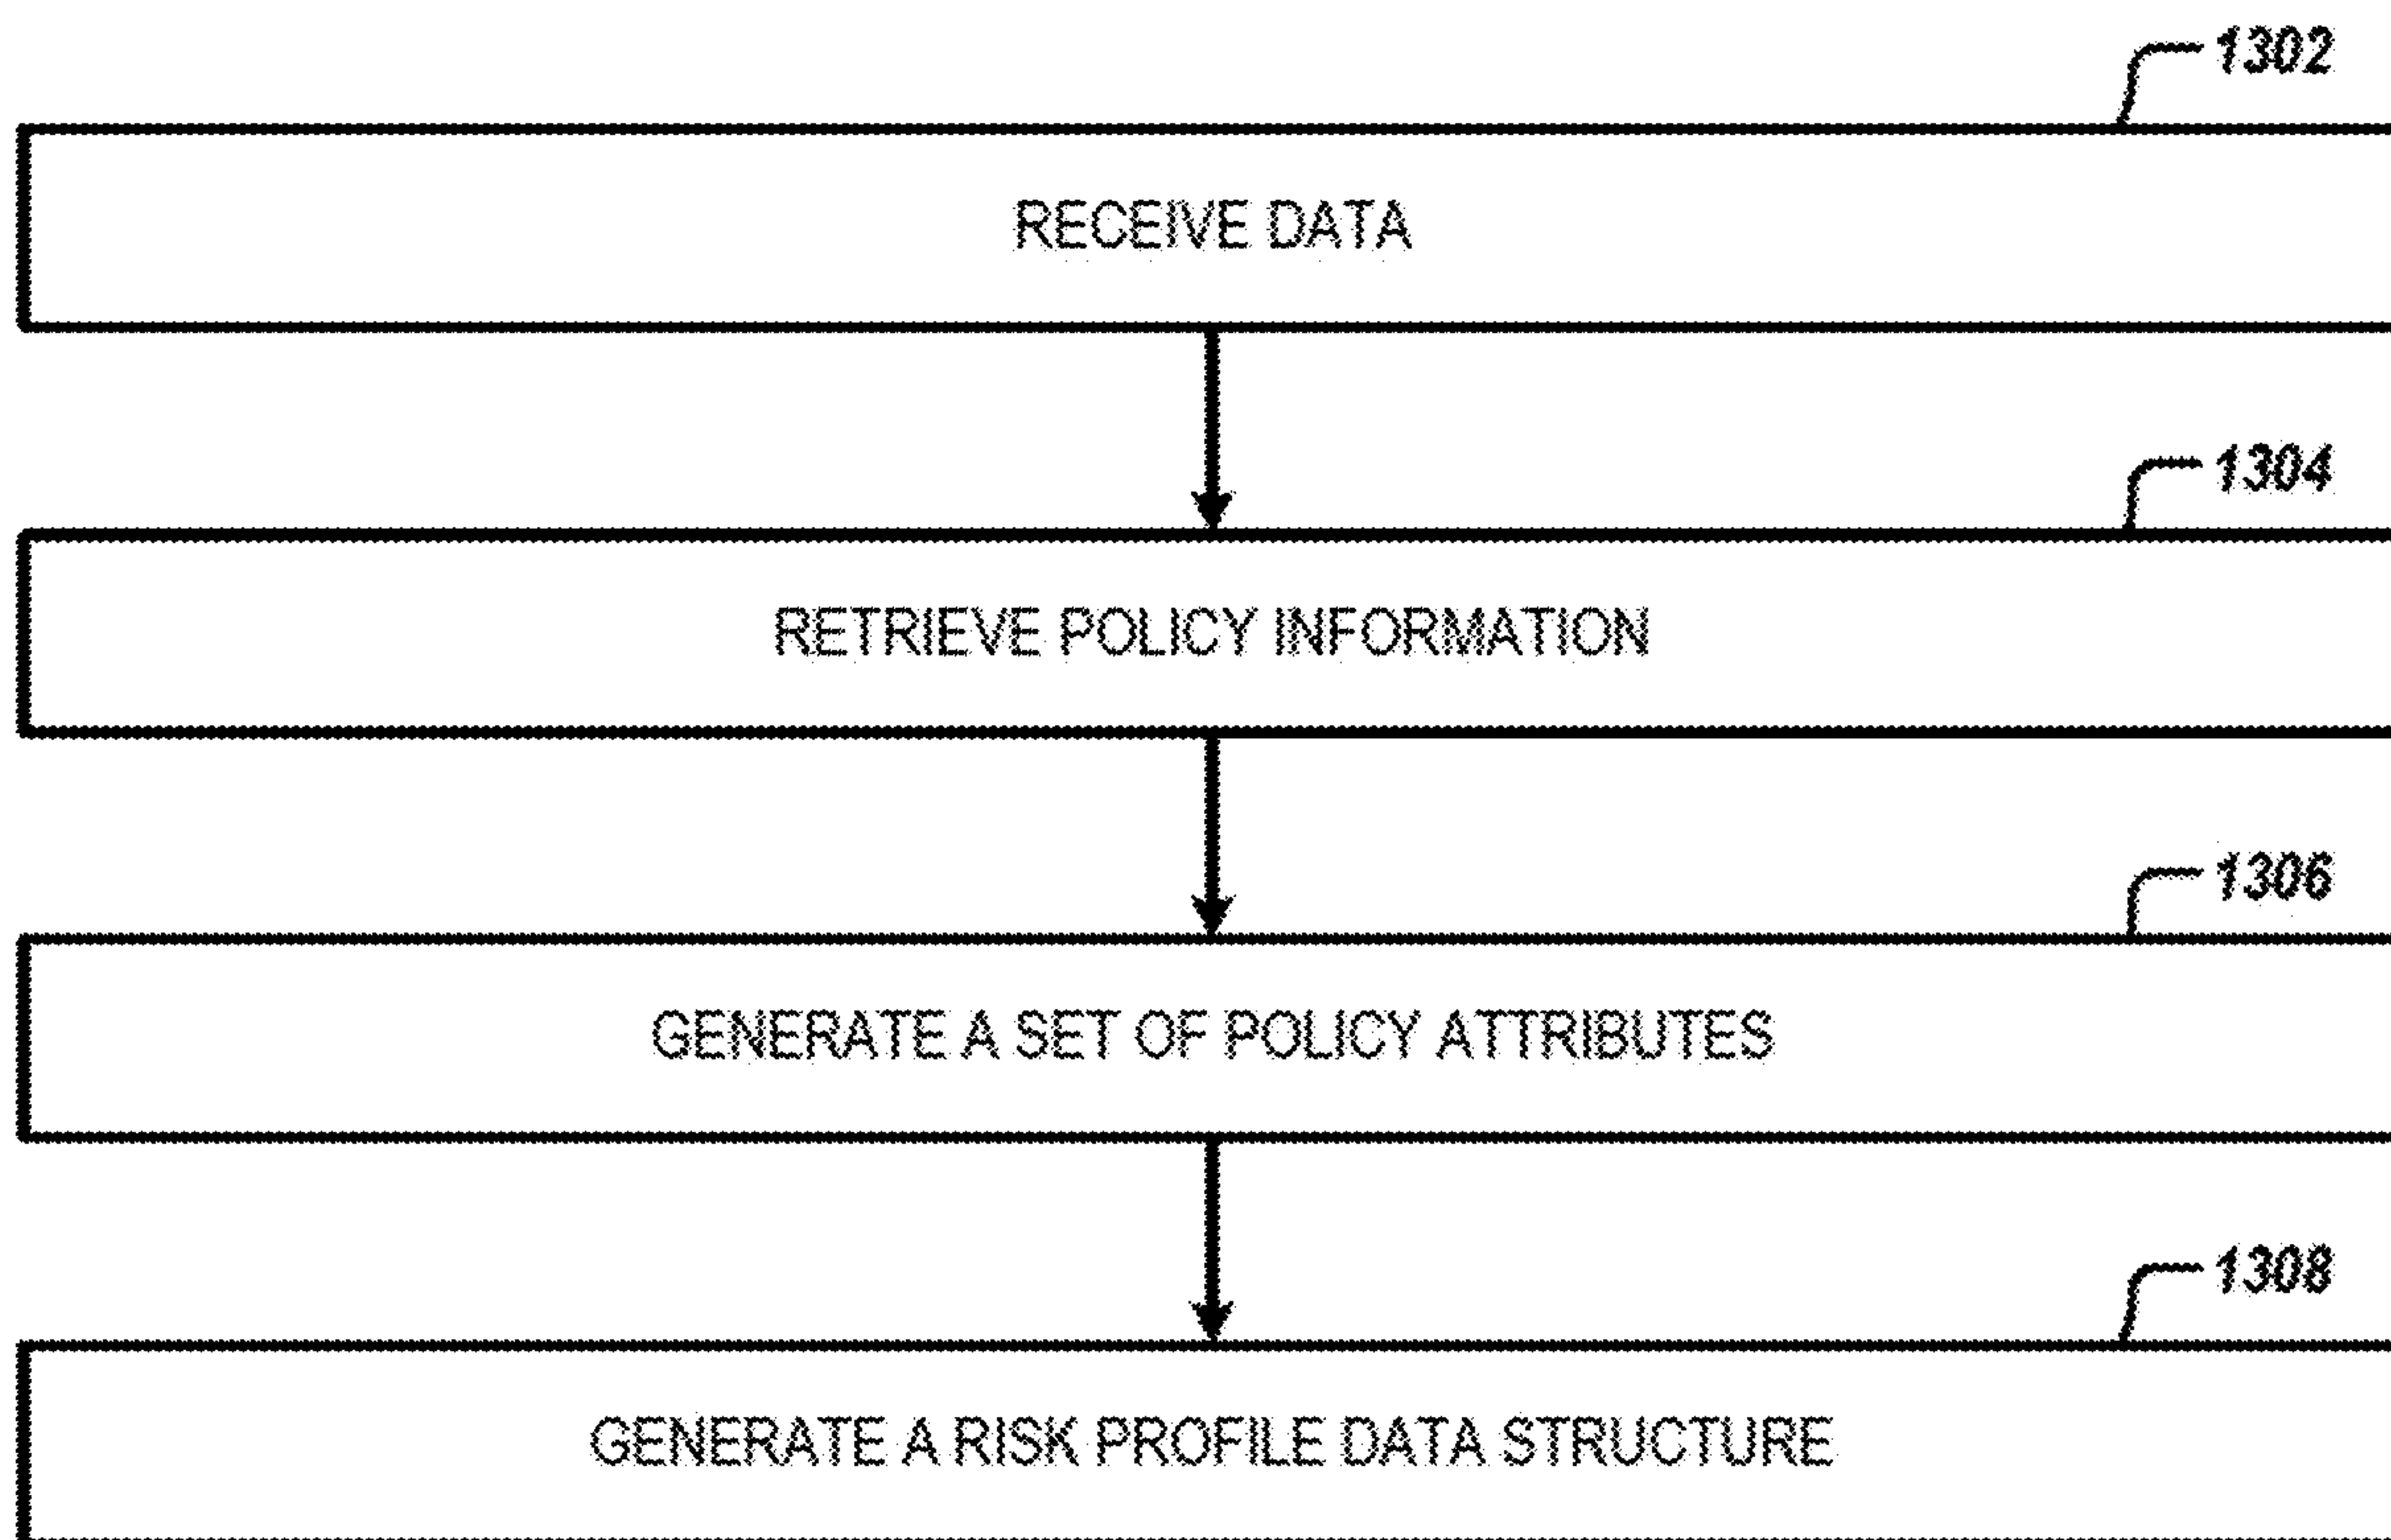 1302
RECEIVE DATA
1304
RETRIEVE POLICY INFORMATION
1306
GENERATE A SET OF POLICY ATTRIBUTES
1308
GENERATE A RISK PROFILE DATA STRUCTURE